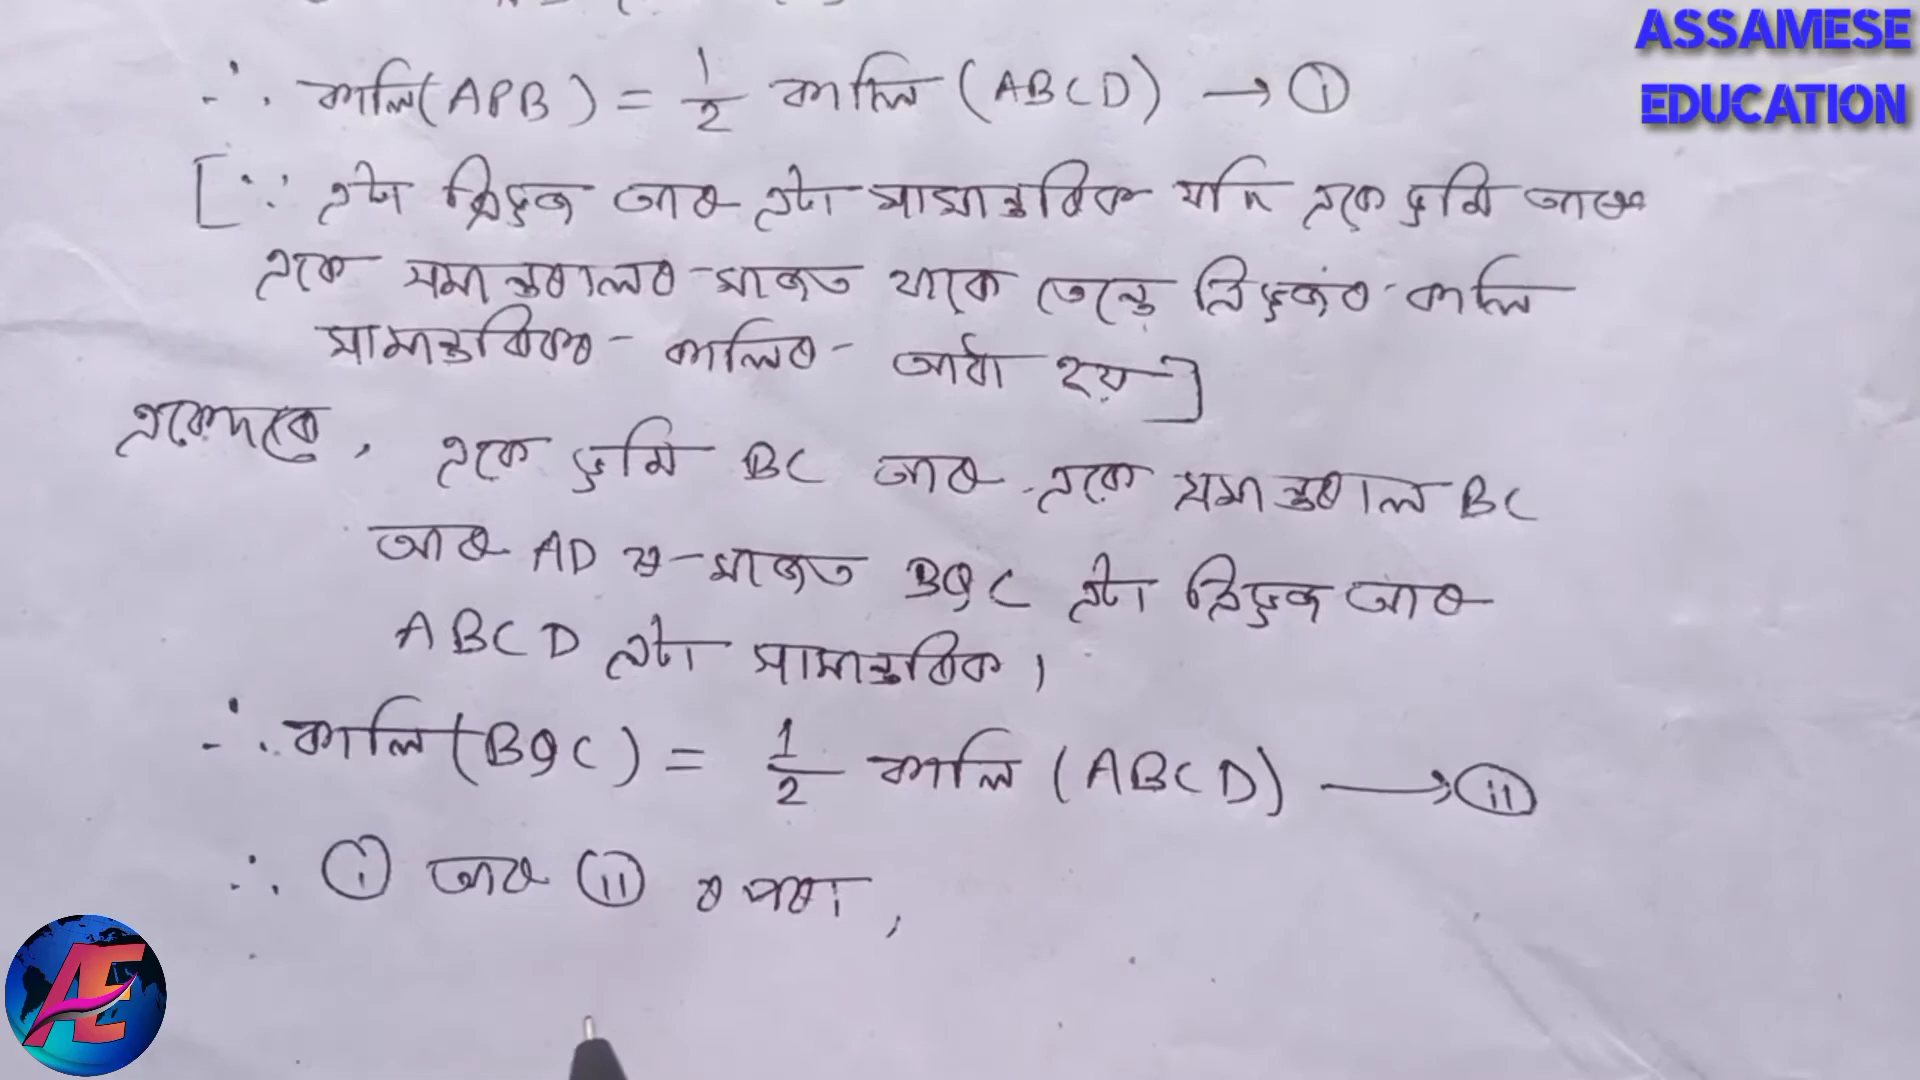 ASSAMESE
EDUCATION
∴ কালি(APB) = 1/2 কালি (ABCD) → (i)
[∵ এটা ত্ৰিভুজ আৰু এটা সামান্তৰিক যদি একে ভূমি আৰু
একে সমান্তৰালৰ মাজত থাকে তেন্তে ত্ৰিভুজৰ কালি
সামান্তৰিকৰ কালিৰ আধা হয়]
একেদৰে, একে ভূমি BC আৰু একে সমান্তৰাল BC
আৰু AD ৰ মাজত BQC এটা ত্ৰিভুজ আৰু
ABCD এটা সামান্তৰিক।
∴ কালি(BQC) = 1/2 কালি (ABCD) → (ii)
∴ (i) আৰু (ii) ৰ পৰা,
AE